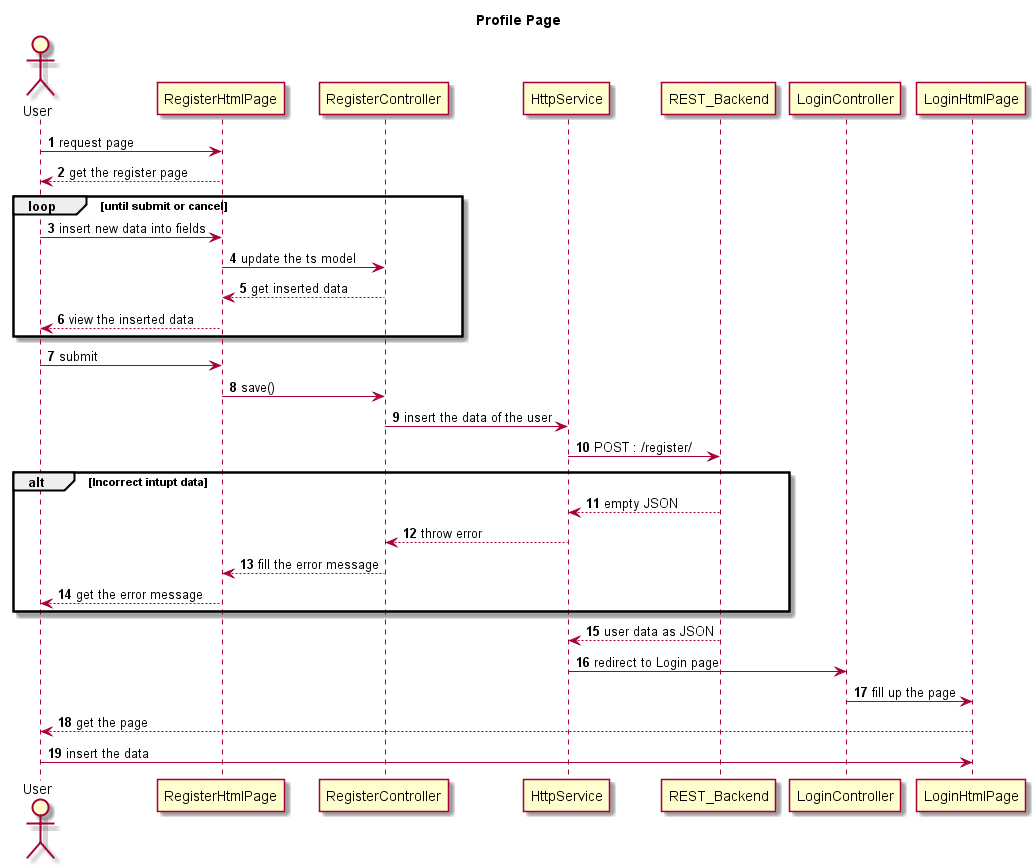 Profile Page
User
RegisterHtmlPage
RegisterController
HttpService
REST_Backend
LoginController
LoginHtmlPage
1 request page
2 get the register page
loop [until submit or cancel]
3 insert new data into fields
4 update the ts model
5 get inserted data
6 view the inserted data
7 submit
8 save()
9 insert the data of the user
10 POST : /register/
alt [Incorrect intupt data]
11 empty JSON
12 throw error
13 fill the error message
14 get the error message
15 user data as JSON
16 redirect to Login page
17 fill up the page
18 get the page
19 insert the data
User
RegisterHtmlPage
RegisterController
HttpService
REST_Backend
LoginController
LoginHtmlPage